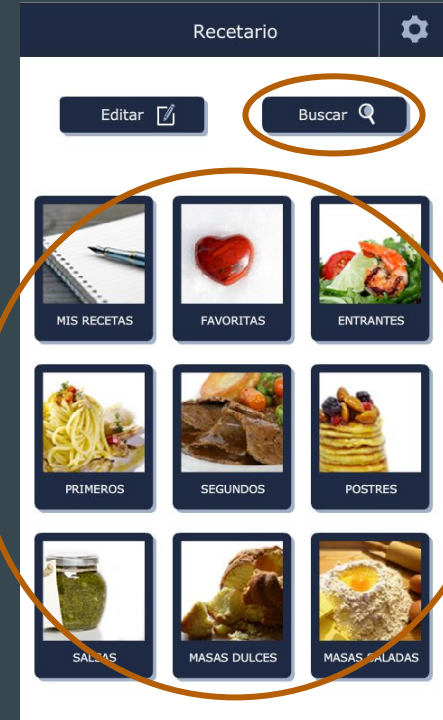 Recetario
Editar
Buscar
MIS RECETAS
FAVORITAS
ENTRANTES
PRIMEROS
SEGUNDOS
POSTRES
SALSAS
MASAS DULCES
MASAS SALADAS